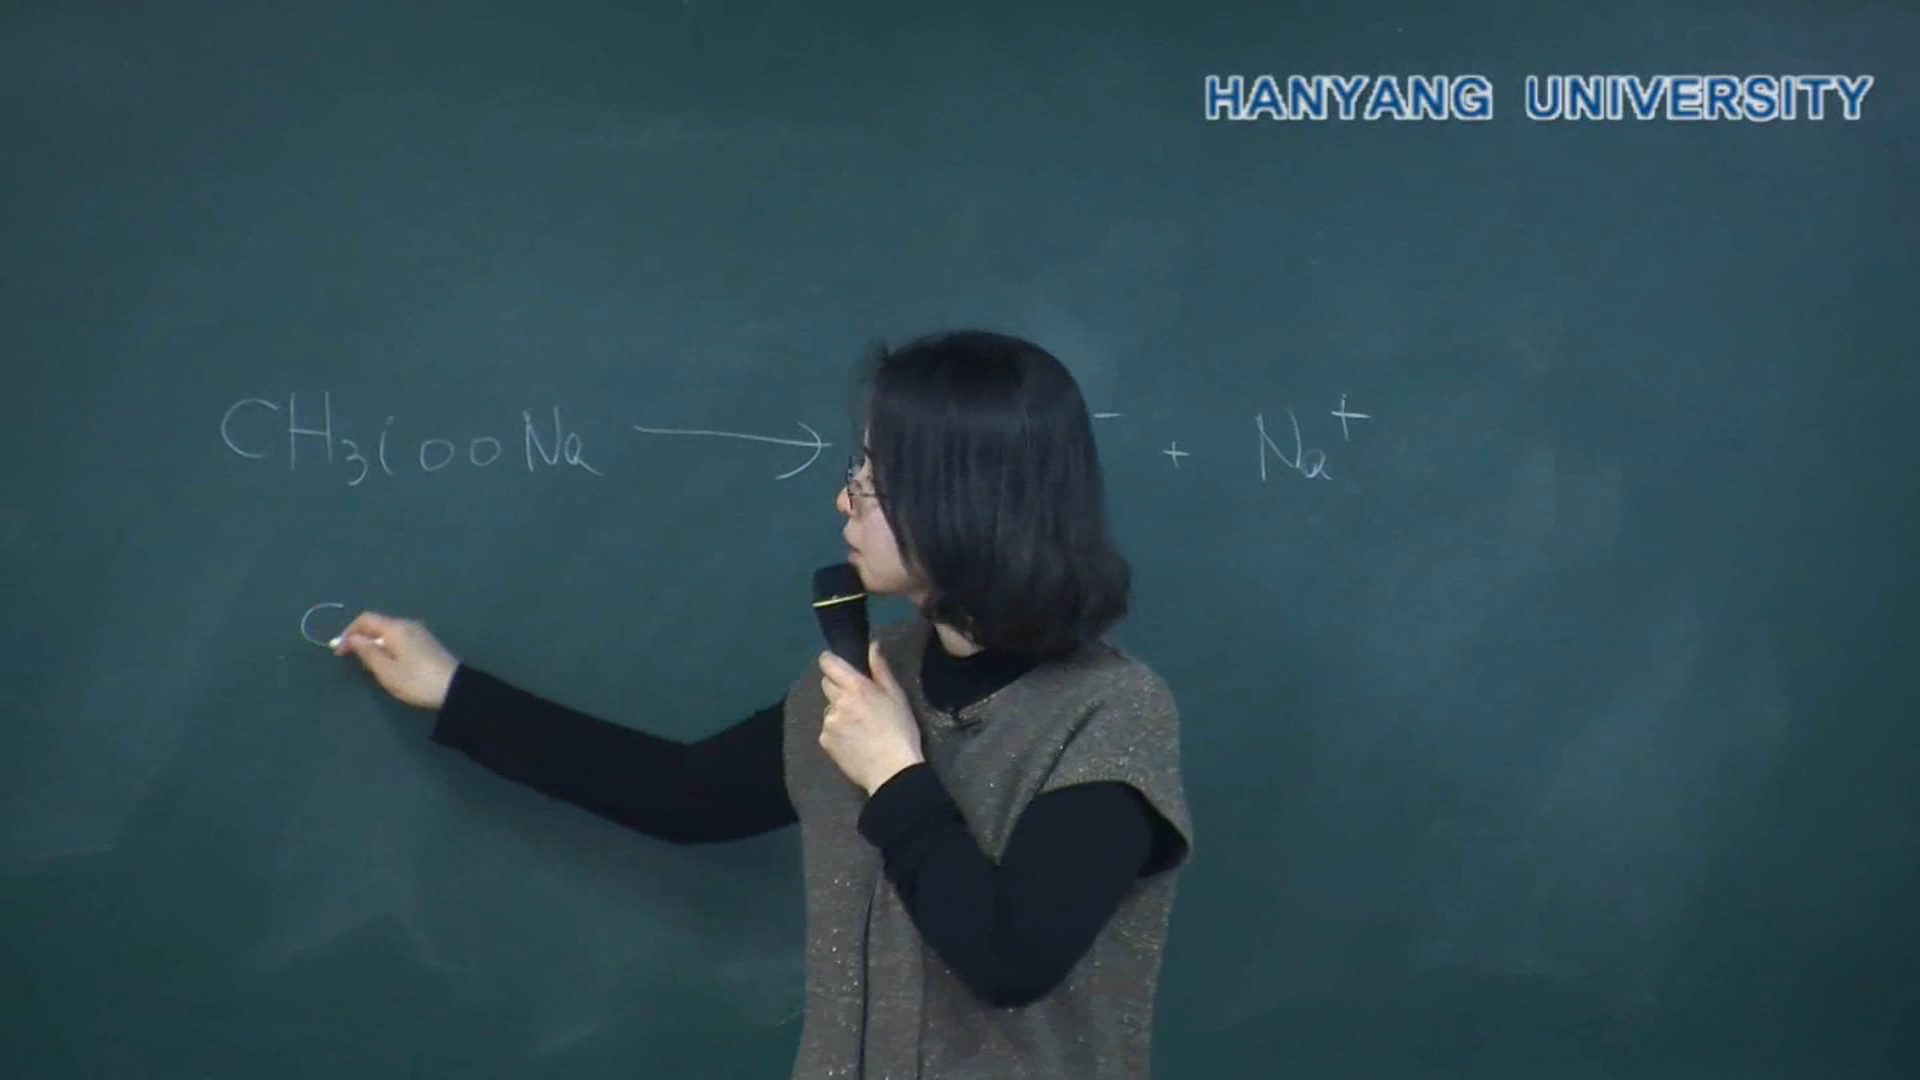 HANYANG UNIVERSITY
CH3COONa → ⁻ + Na⁺
C